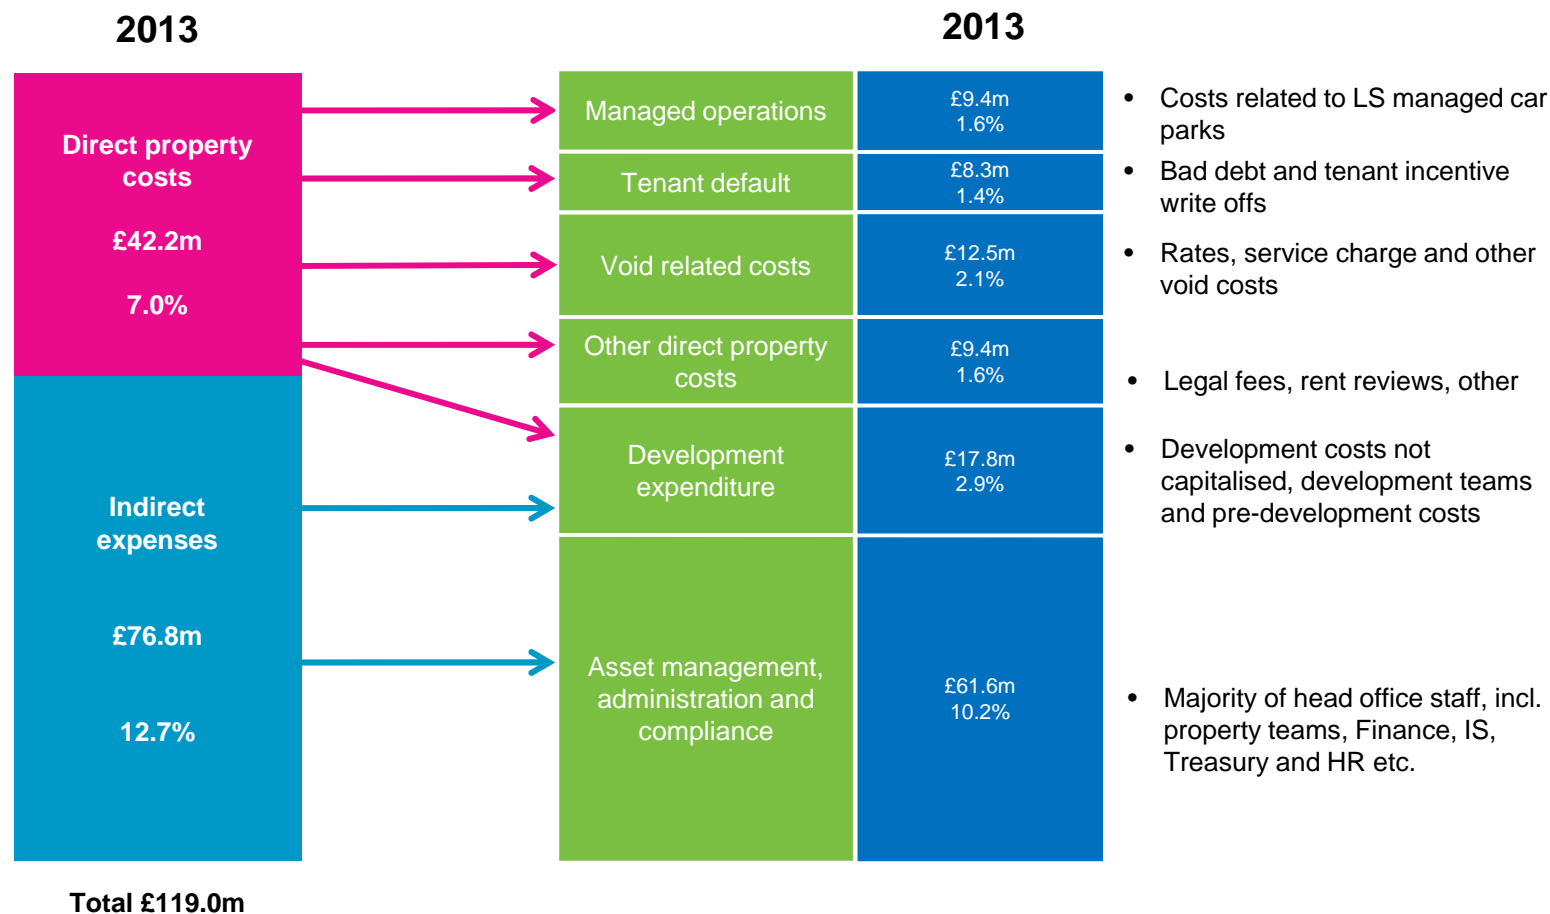 2013
2013
Direct property
costs
£42.2m
7.0%
Indirect
expenses
£76.8m
12.7%
Total £119.0m
Managed operations
£9.4m
1.6%
• Costs related to LS managed car
parks
Tenant default
£8.3m
1.4%
• Bad debt and tenant incentive
write offs
Void related costs
£12.5m
2.1%
• Rates, service charge and other
void costs
Other direct property
costs
£9.4m
1.6%
• Legal fees, rent reviews, other
Development
expenditure
£17.8m
2.9%
• Development costs not
capitalised, development teams
and pre-development costs
Asset management,
administration and
compliance
£61.6m
10.2%
• Majority of head office staff, incl.
property teams, Finance, IS,
Treasury and HR etc.